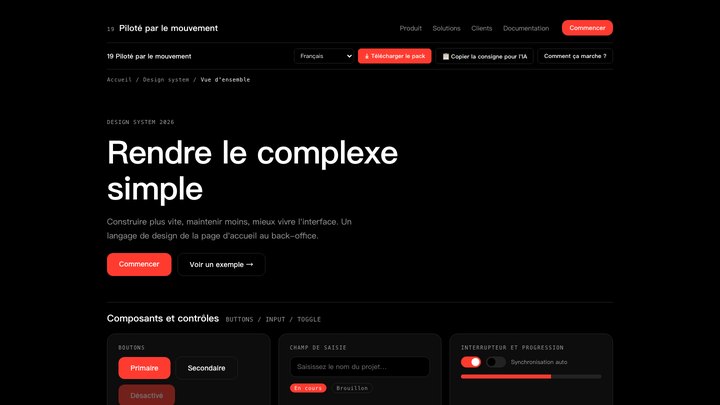 19 Piloté par le mouvement
Produit Solutions Clients Documentation Commencer
19 Piloté par le mouvement
Français Télécharger le pack Copier la consigne pour l'IA Comment ça marche ?
Accueil / Design system / Vue d'ensemble
DESIGN SYSTEM 2026
Rendre le complexe
simple
Construire plus vite, maintenir moins, mieux vivre l'interface. Un
langage de design de la page d'accueil au back-office.
Commencer Voir un exemple →
Composants et contrôles BUTTONS / INPUT / TOGGLE
BOUTONS
Primaire Secondaire
Désactivé
CHAMP DE SAISIE
Saisissez le nom du projet…
En cours Brouillon
INTERRUPTEUR ET PROGRESSION
Synchronisation auto